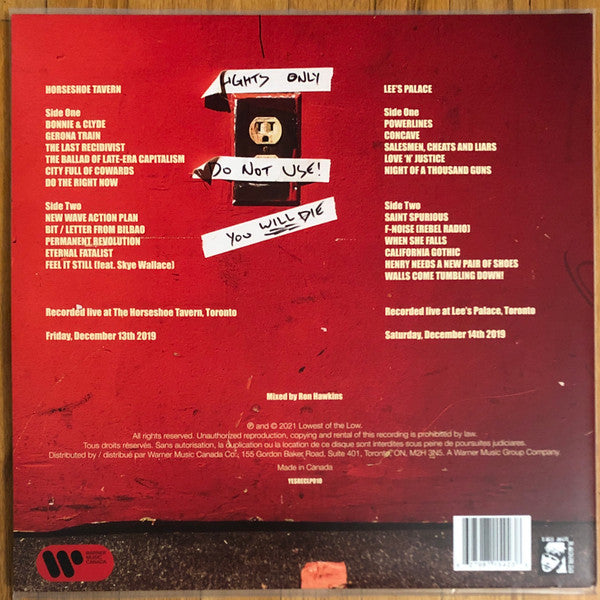 LIGHTS ONLY
DO NOT USE!
YOU WILL DIE
HORSESHOE TAVERN
Side One
BONNIE & CLYDE
GERONA TRAIN
THE LAST RECIDIVIST
THE BALLAD OF LATE-ERA CAPITALISM
CITY FULL OF COWARDS
DO THE RIGHT NOW
Side Two
NEW WAVE ACTION PLAN
BIT / LETTER FROM BILBAO
PERMANENT REVOLUTION
ETERNAL FATALIST
FEEL IT STILL (feat. Skye Wallace)
Recorded live at The Horseshoe Tavern, Toronto
Friday, December 13th 2019
LEE'S PALACE
Side One
POWERLINES
CONCAVE
SALESMEN, CHEATS AND LIARS
LOVE 'N' JUSTICE
NIGHT OF A THOUSAND GUNS
Side Two
SAINT SPURIOUS
F-NOISE (REBEL RADIO)
WHEN SHE FALLS
CALIFORNIA GOTHIC
HENRY NEEDS A NEW PAIR OF SHOES
WALLS COME TUMBLING DOWN!
Recorded live at Lee's Palace, Toronto
Saturday, December 14th 2019
Mixed by Ron Hawkins
℗ and © 2021 Lowest of the Low.
All rights reserved. Unauthorized reproduction, copying and rental of this recording is prohibited by law.
Tous droits réservés. Sans autorisation, la duplication ou la location de ce disque sont interdites sous peine de poursuites judiciaires.
Distributed by / distribué par Warner Music Canada Co., 155 Gordon Baker Road, Suite 401, Toronto, ON, M2H 3N5. A Warner Music Group Company.
Made in Canada
YESRECLP010
WARNER
MUSIC
CANADA